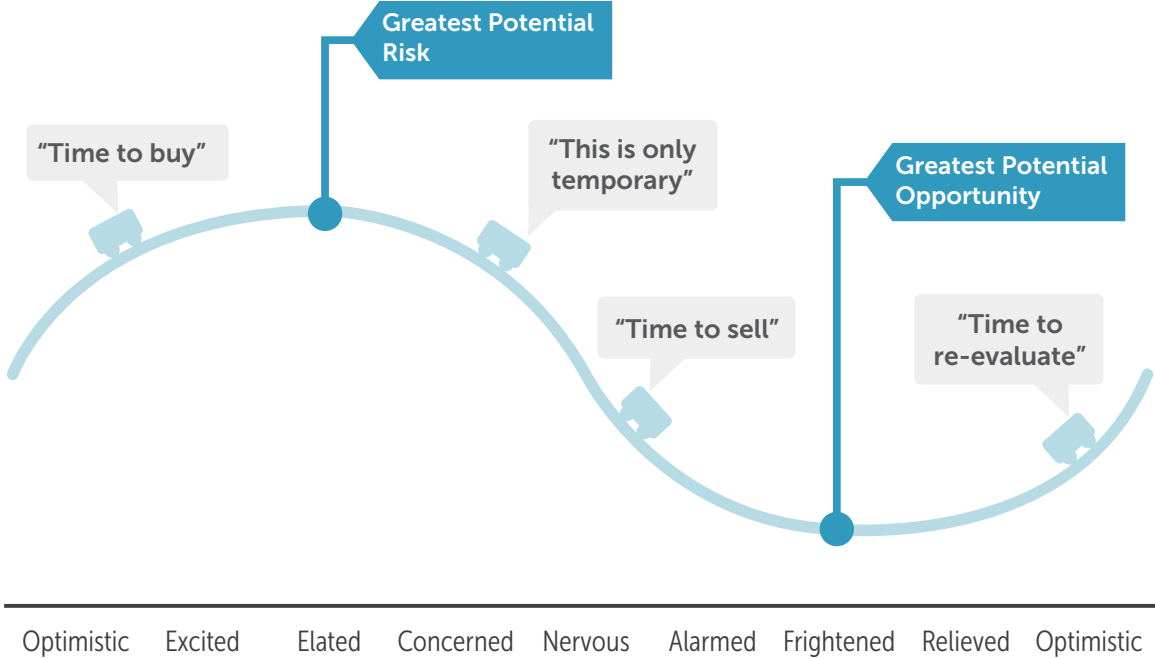 Greatest Potential
Risk
“Time to buy”
“This is only
temporary”
Greatest Potential
Opportunity
“Time to sell”
“Time to
re-evaluate”
Optimistic Excited Elated Concerned Nervous Alarmed Frightened Relieved Optimistic